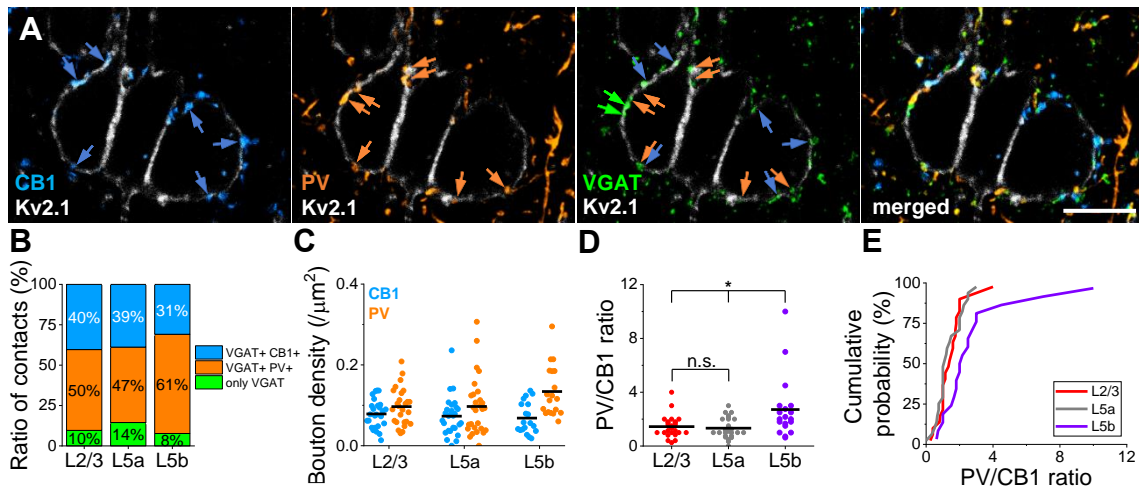 A
CB1
Kv2.1
PV
Kv2.1
VGAT
Kv2.1
merged
B
Ratio of contacts (%)
100
75
50
25
0
40% 39% 31%
50% 47% 61%
10% 14% 8%
L2/3 L5a L5b
VGAT+ CB1+
VGAT+ PV+
only VGAT
C
Bouton density (/μm²)
0.4
0.2
0.0
CB1
PV
L2/3 L5a L5b
D
PV/CB1 ratio
12
10
8
6
4
2
0
*
n.s.
L2/3 L5a L5b
E
Cumulative
probability (%)
100
75
50
25
0
L2/3
L5a
L5b
0 4 8 12
PV/CB1 ratio